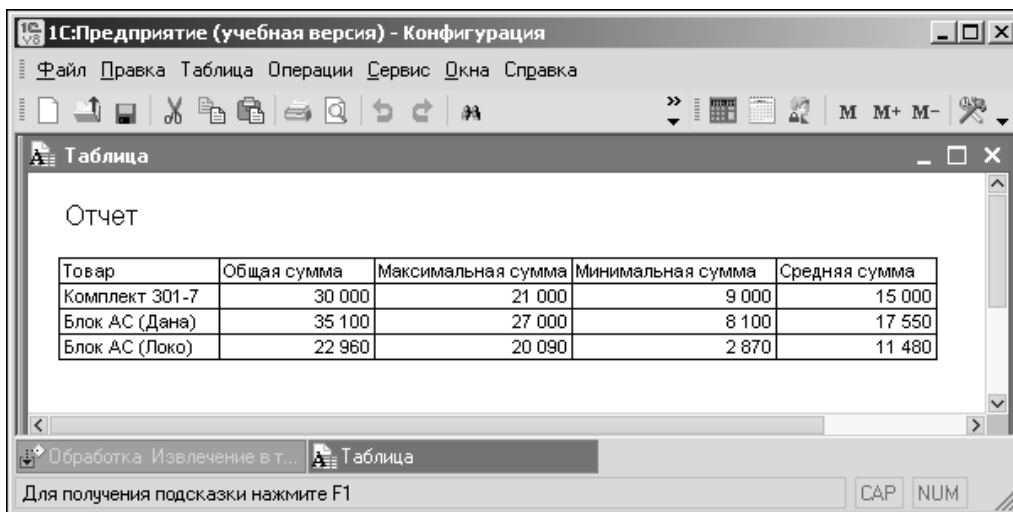 1С:Предприятие (учебная версия) - Конфигурация
Файл Правка Таблица Операции Сервис Окна Справка
M M+ M-
Таблица
Отчет
Товар Общая сумма Максимальная сумма Минимальная сумма Средняя сумма
Комплект 301-7 30 000 21 000 9 000 15 000
Блок АС (Дана) 35 100 27 000 8 100 17 550
Блок АС (Локо) 22 960 20 090 2 870 11 480
Обработка Извлечение в т... Таблица
Для получения подсказки нажмите F1 CAP NUM